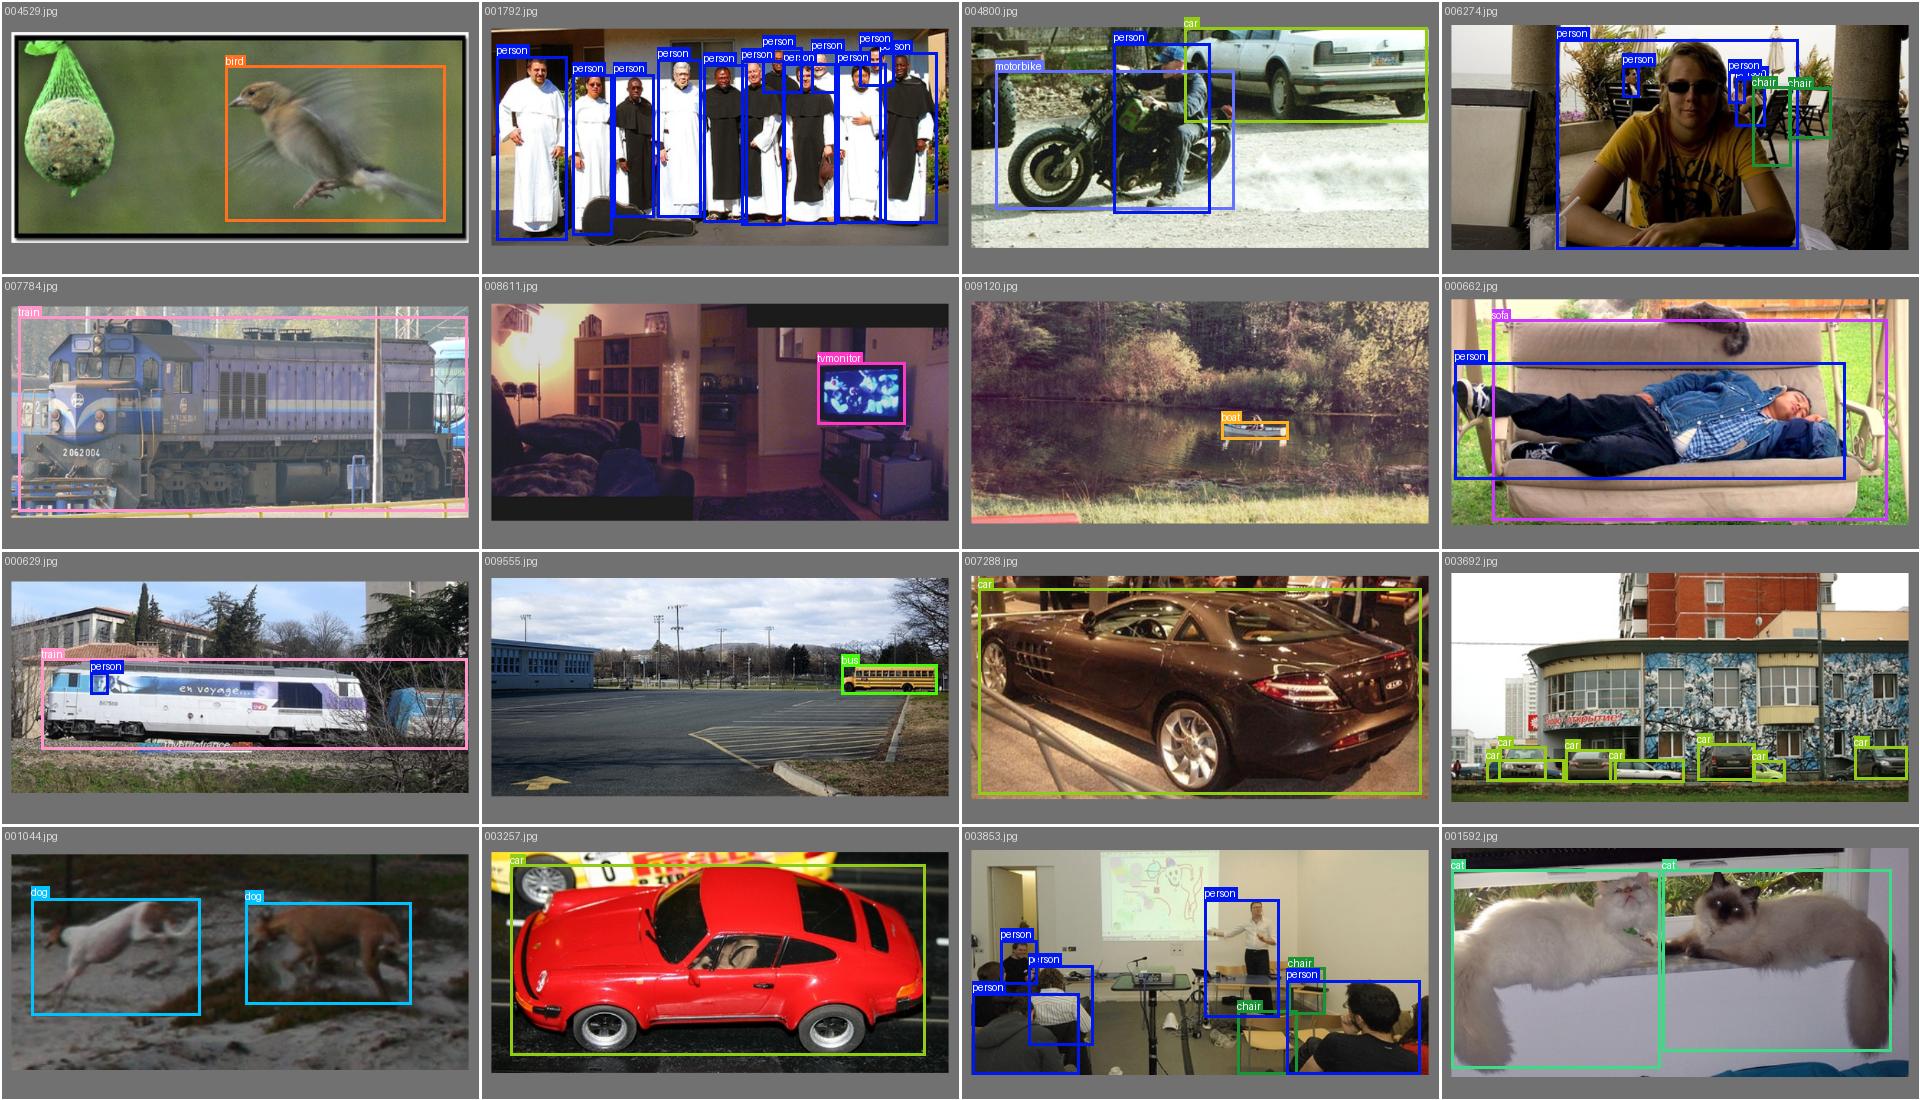 004529.jpg
bird
001792.jpg
person
person
person
person
person
person
person
person
person
person
004800.jpg
car
person
motorbike
006274.jpg
person
person
person
person
chair
chair
007784.jpg
train
2 062 004
008611.jpg
tvmonitor
009120.jpg
boat
000662.jpg
sofa
person
000629.jpg
train
person
en voyage...
009555.jpg
bus
007288.jpg
car
003692.jpg
car
car
car
car
car
car
car
001044.jpg
dog
dog
003257.jpg
car
0
003853.jpg
person
person
person
person
chair
person
chair
001592.jpg
cat
cat